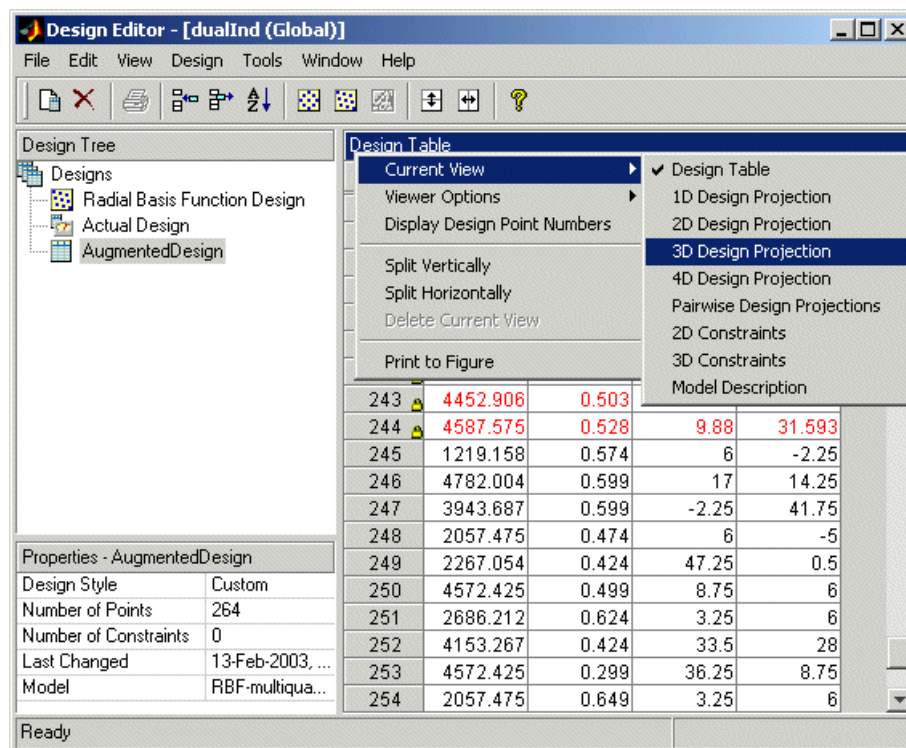 Design Editor - [dualInd (Global)]
File Edit View Design Tools Window Help
Design Tree
Designs
Radial Basis Function Design
Actual Design
AugmentedDesign
Properties - AugmentedDesign
Design Style Custom
Number of Points 264
Number of Constraints 0
Last Changed 13-Feb-2003, ...
Model RBF-multiqua...
Design Table
Current View
Viewer Options
Display Design Point Numbers
Split Vertically
Split Horizontally
Delete Current View
Print to Figure
Design Table
1D Design Projection
2D Design Projection
3D Design Projection
4D Design Projection
Pairwise Design Projections
2D Constraints
3D Constraints
Model Description
243 4452.906 0.503
244 4587.575 0.528 9.88 31.593
245 1219.158 0.574 6 -2.25
246 4782.004 0.599 17 14.25
247 3943.687 0.599 -2.25 41.75
248 2057.475 0.474 6 -5
249 2267.054 0.424 47.25 0.5
250 4572.425 0.499 8.75 6
251 2686.212 0.624 3.25 6
252 4153.267 0.424 33.5 28
253 4572.425 0.299 36.25 8.75
254 2057.475 0.649 3.25 6
Ready